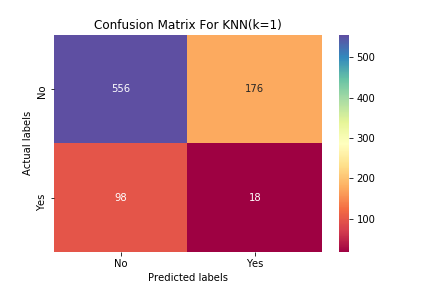 Confusion Matrix For KNN(k=1)
Actual labels
No
Yes
556
176
98
18
No
Yes
Predicted labels
500
400
300
200
100